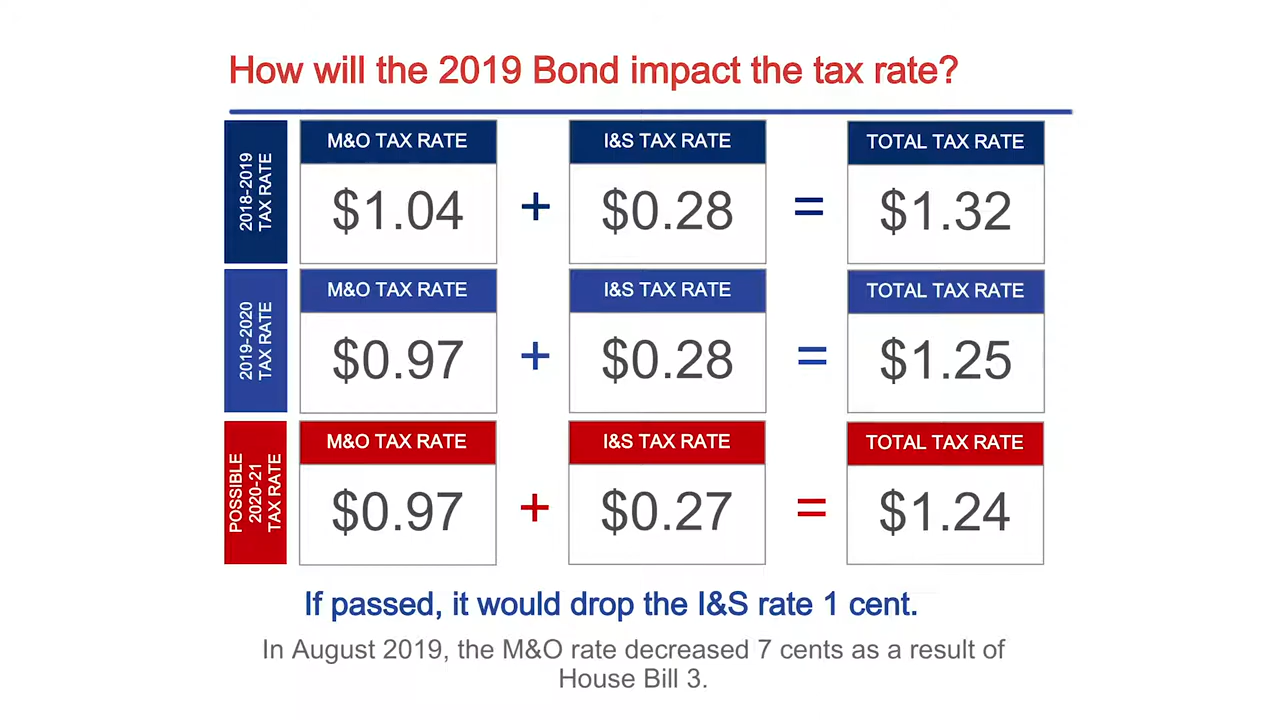 How will the 2019 Bond impact the tax rate?
2018-2019
TAX RATE
M&O TAX RATE
$1.04
+
I&S TAX RATE
$0.28
=
TOTAL TAX RATE
$1.32
2019-2020
TAX RATE
M&O TAX RATE
$0.97
+
I&S TAX RATE
$0.28
=
TOTAL TAX RATE
$1.25
POSSIBLE
2020-21
TAX RATE
M&O TAX RATE
$0.97
+
I&S TAX RATE
$0.27
=
TOTAL TAX RATE
$1.24
If passed, it would drop the I&S rate 1 cent.
In August 2019, the M&O rate decreased 7 cents as a result of
House Bill 3.